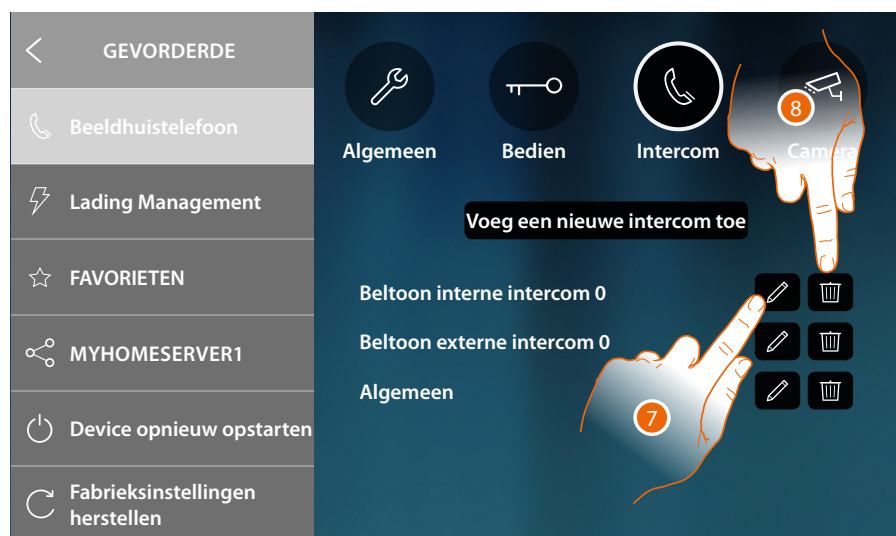 GEVORDERDE
Beeldhuistelefoon
Lading Management
FAVORIETEN
MYHOMESERVER1
Device opnieuw opstarten
Fabrieksinstellingen
herstellen
Algemeen
Bedien
Intercom
Camera
8
Voeg een nieuwe intercom toe
Beltoon interne intercom 0
Beltoon externe intercom 0
Algemeen
7